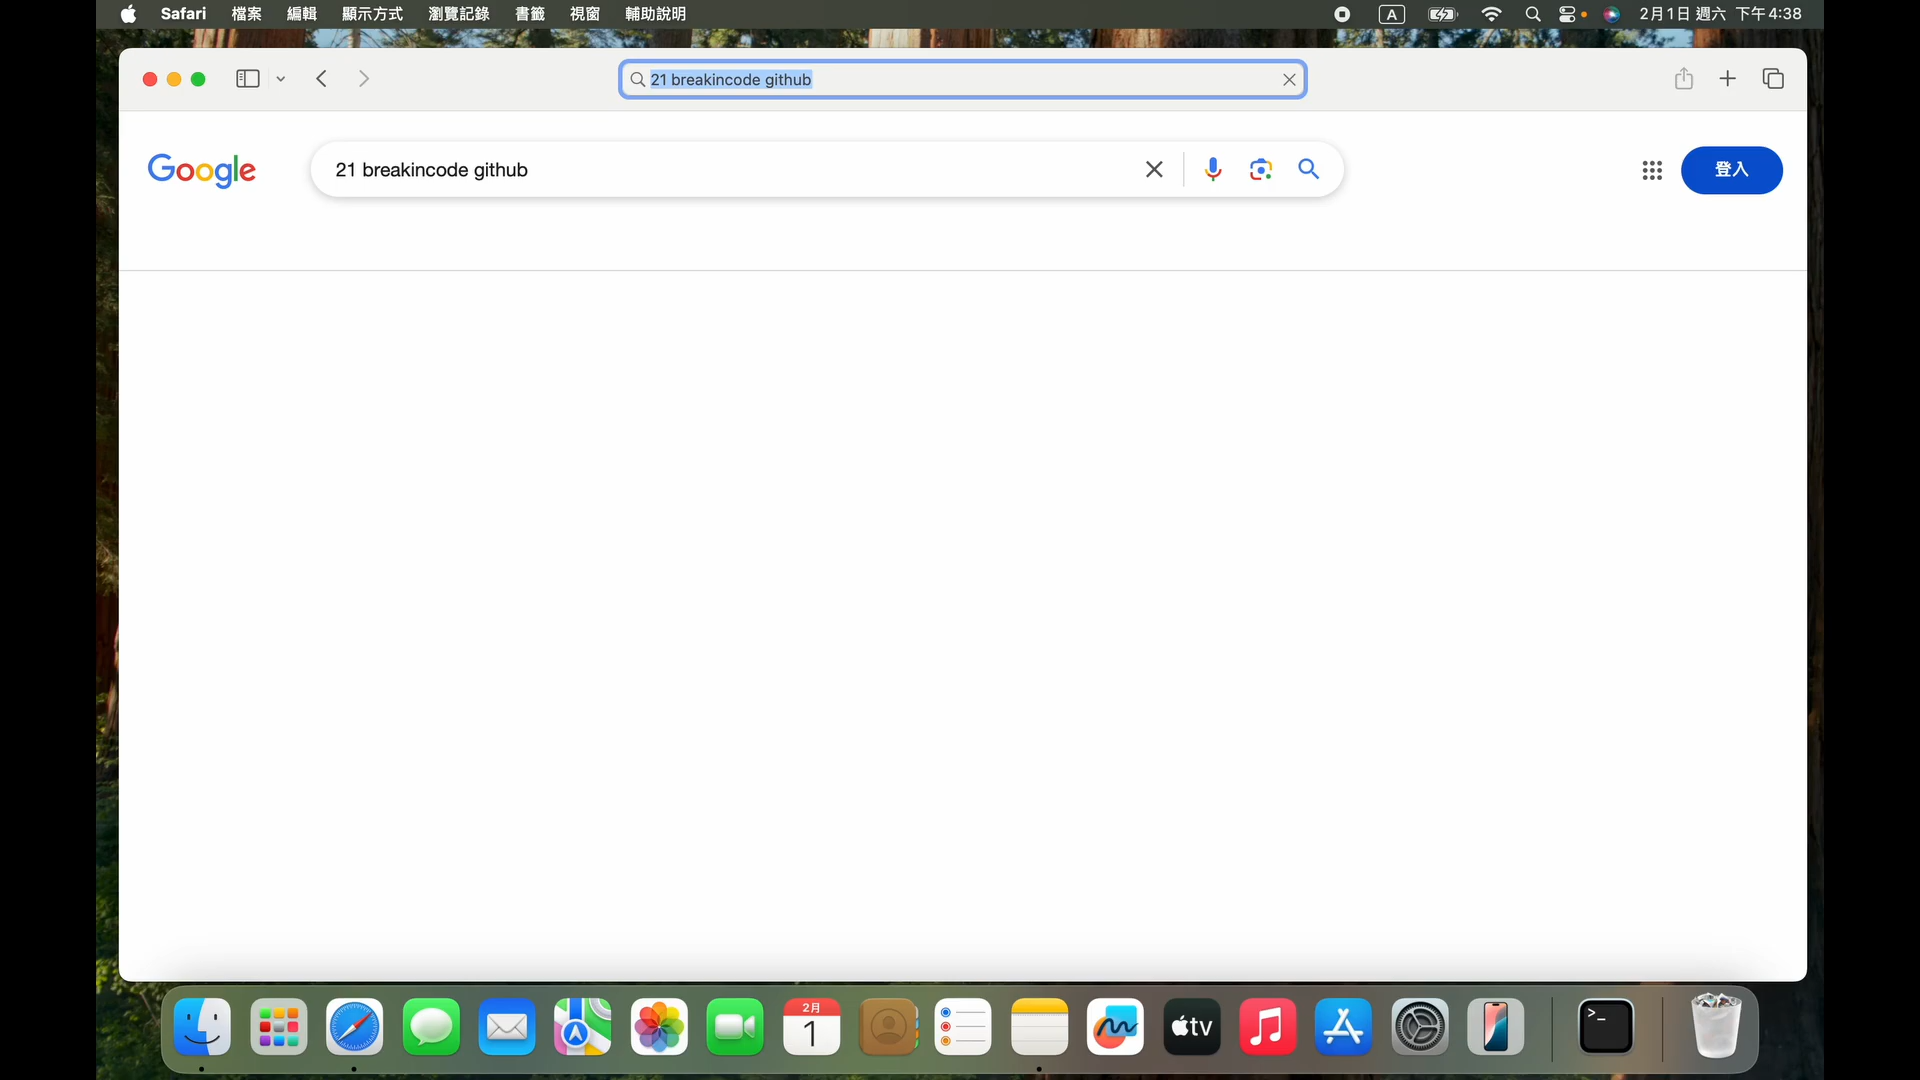 Safari 檔案 編輯 顯示方式 瀏覽記錄 書籤 視窗 輔助說明 A 2月1日 週六 下午4:38
21 breakincode github
Google 21 breakincode github 登入
2月
1
tv
>_